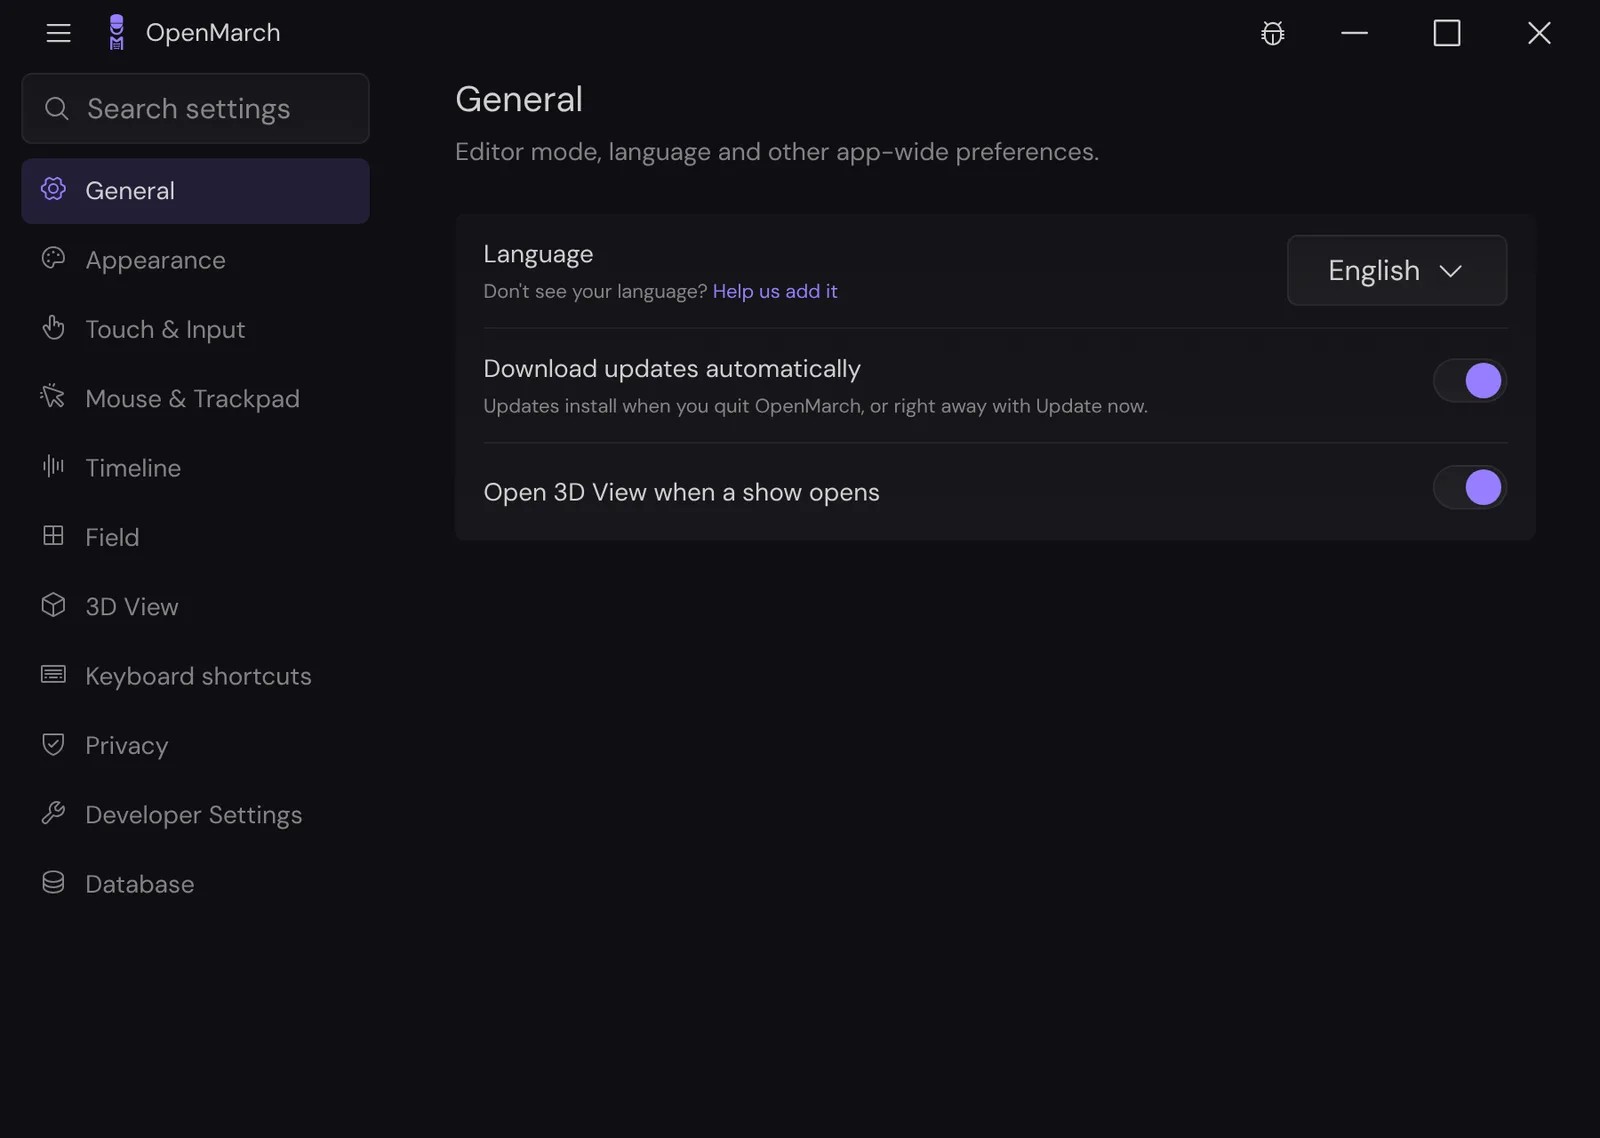 OpenMarch
Search settings
General
Appearance
Touch & Input
Mouse & Trackpad
Timeline
Field
3D View
Keyboard shortcuts
Privacy
Developer Settings
Database
General
Editor mode, language and other app-wide preferences.
Language
Don't see your language? Help us add it
English
Download updates automatically
Updates install when you quit OpenMarch, or right away with Update now.
Open 3D View when a show opens